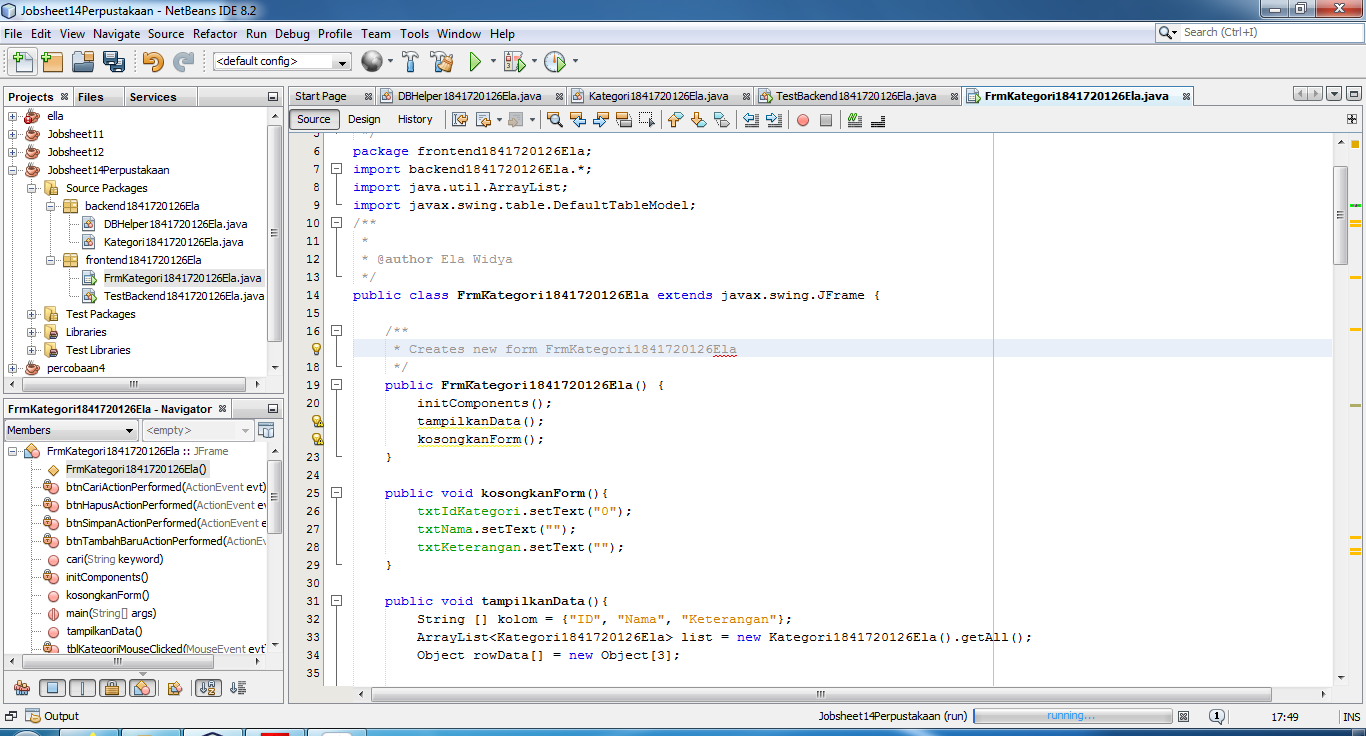 Jobsheet14Perpustakaan - NetBeans IDE 8.2
File Edit View Navigate Source Refactor Run Debug Profile Team Tools Window Help
Search (Ctrl+I)
<default config>
Projects Files Services
ella
Jobsheet11
Jobsheet12
Jobsheet14Perpustakaan
Source Packages
backend1841720126Ela
DBHelper1841720126Ela.java
Kategori1841720126Ela.java
frontend1841720126Ela
FrmKategori1841720126Ela.java
TestBackend1841720126Ela.java
Test Packages
Libraries
Test Libraries
percobaan4
FrmKategori1841720126Ela - Navigator
Members <empty>
FrmKategori1841720126Ela :: JFrame
FrmKategori1841720126Ela()
btnCariActionPerformed(ActionEvent evt)
btnHapusActionPerformed(ActionEvent ev
btnSimpanActionPerformed(ActionEvent e
btnTambahBaruActionPerformed(ActionEv
cari(String keyword)
initComponents()
kosongkanForm()
main(String[] args)
tampilkanData()
tblKategoriMouseClicked(MouseEvent evt)
Start Page DBHelper1841720126Ela.java Kategori1841720126Ela.java TestBackend1841720126Ela.java FrmKategori1841720126Ela.java
Source Design History
5 */
6 package frontend1841720126Ela;
7 import backend1841720126Ela.*;
8 import java.util.ArrayList;
9 import javax.swing.table.DefaultTableModel;
10 /**
11 *
12 * @author Ela Widya
13 */
14 public class FrmKategori1841720126Ela extends javax.swing.JFrame {
15
16 /**
* Creates new form FrmKategori1841720126Ela
18 */
19 public FrmKategori1841720126Ela() {
20 initComponents();
tampilkanData();
kosongkanForm();
23 }
24
25 public void kosongkanForm(){
26 txtIdKategori.setText("0");
27 txtNama.setText("");
28 txtKeterangan.setText("");
29 }
30
31 public void tampilkanData(){
32 String [] kolom = {"ID", "Nama", "Keterangan"};
33 ArrayList<Kategori1841720126Ela> list = new Kategori1841720126Ela().getAll();
34 Object rowData[] = new Object[3];
35
Output
Jobsheet14Perpustakaan (run) running... 1 17:49 INS